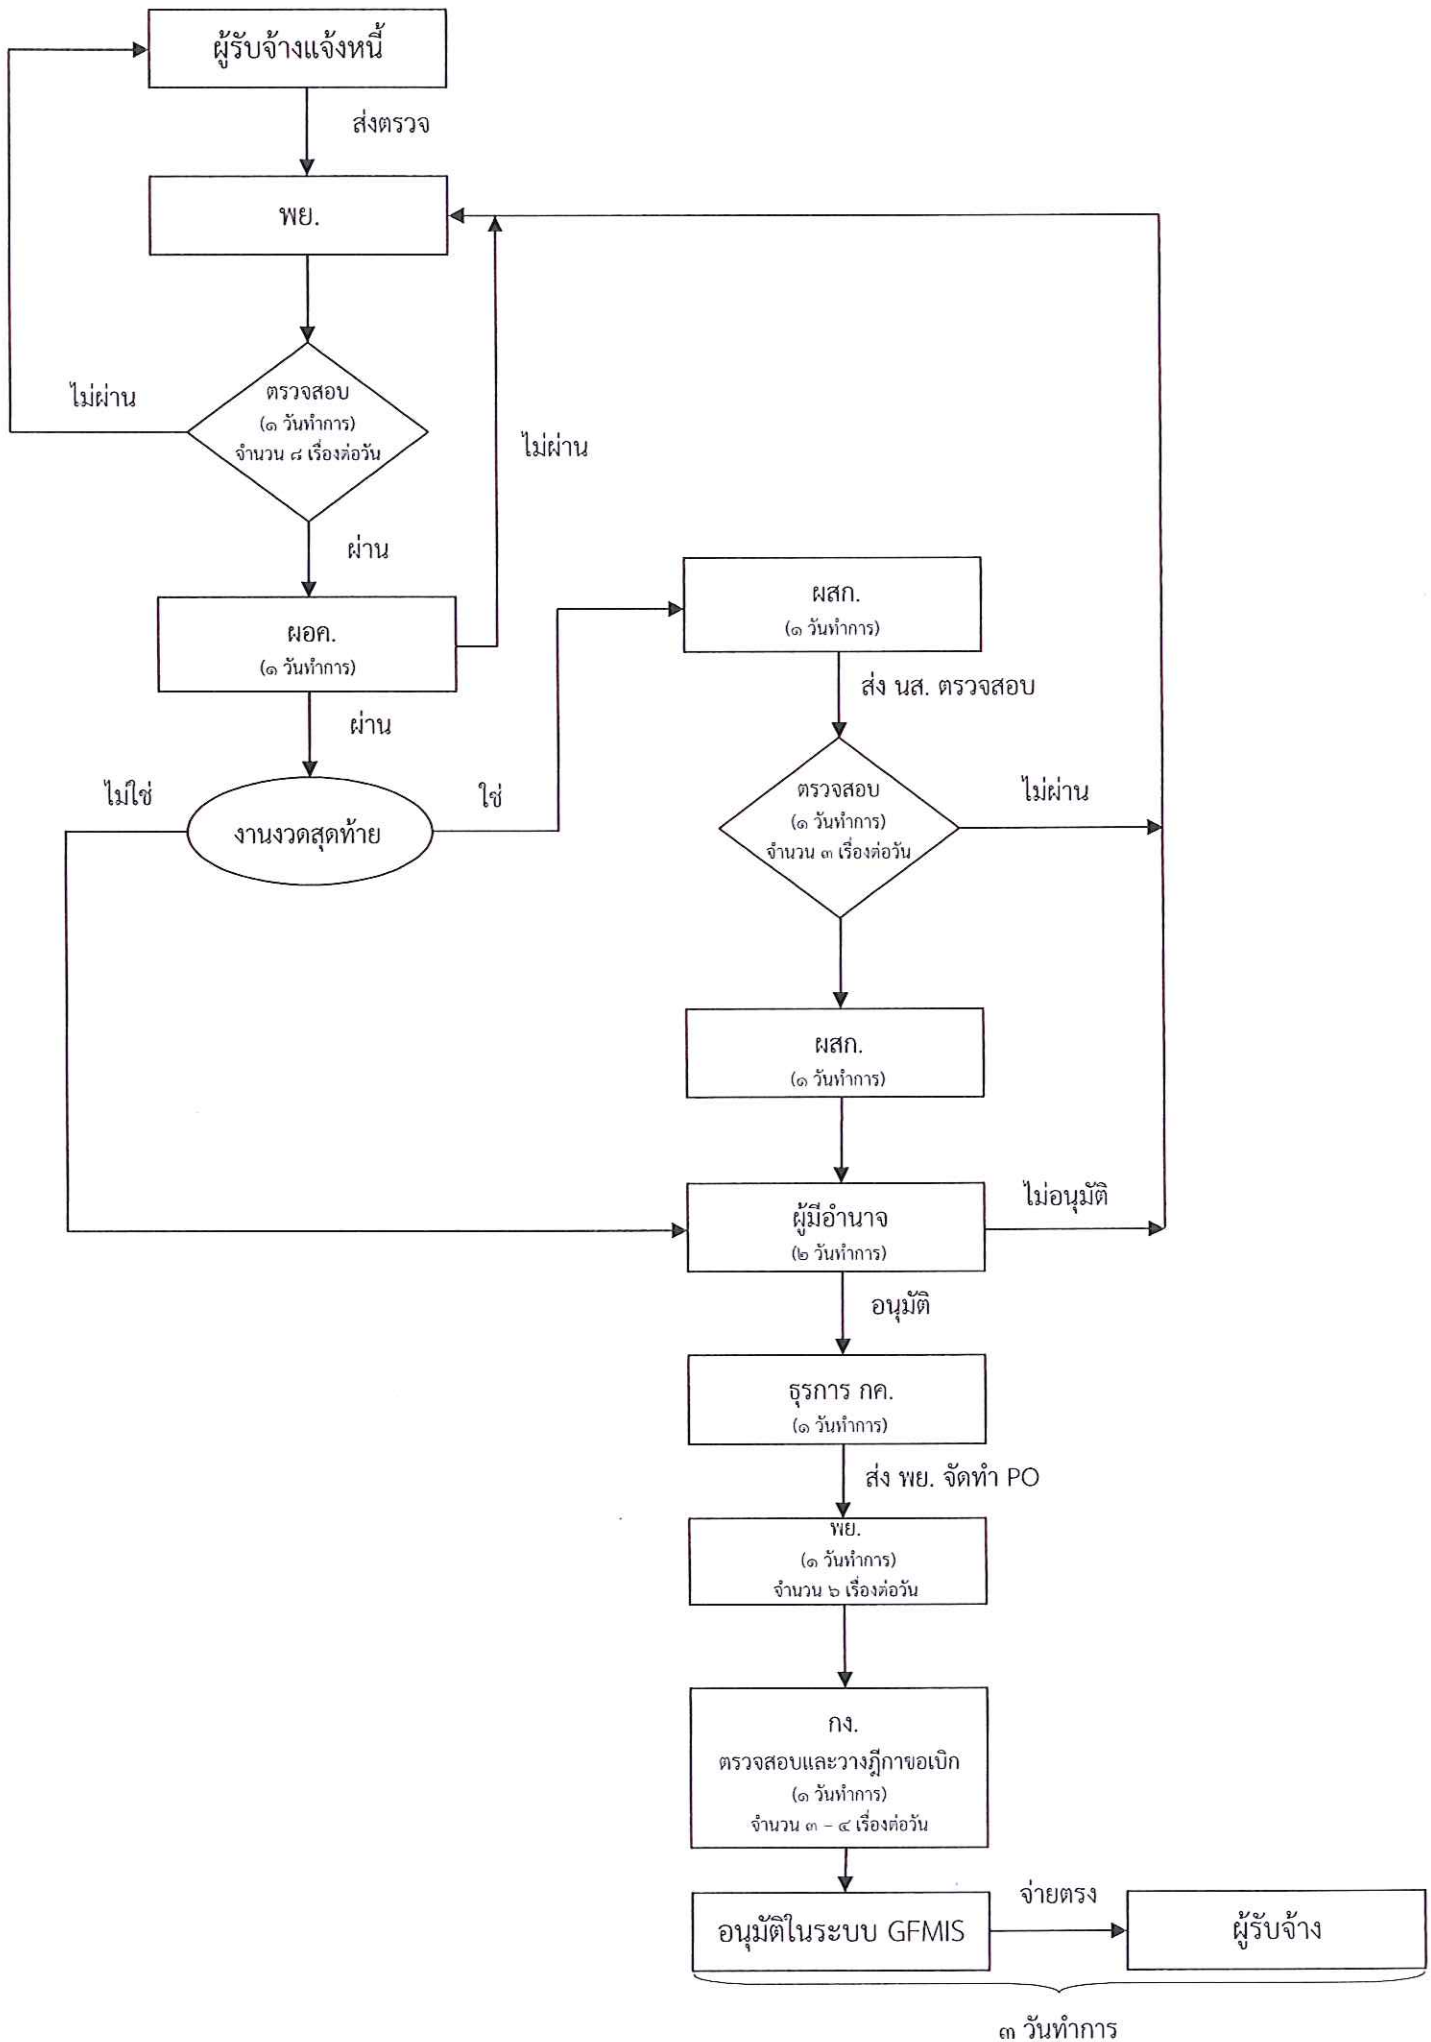 ผู้รับจ้างแจ้งหนี้
ส่งตรวจ
พย.
ไม่ผ่าน
ตรวจสอบ
(๑ วันทำการ)
จำนวน ๘ เรื่องต่อวัน
ไม่ผ่าน
ผ่าน
ผอค.
(๑ วันทำการ)
ผ่าน
ไม่ใช่
งานงวดสุดท้าย
ใช่
ผสก.
(๑ วันทำการ)
ส่ง นส. ตรวจสอบ
ตรวจสอบ
(๑ วันทำการ)
จำนวน ๓ เรื่องต่อวัน
ไม่ผ่าน
ผสก.
(๑ วันทำการ)
ผู้มีอำนาจ
(๒ วันทำการ)
ไม่อนุมัติ
อนุมัติ
ธุรการ กค.
(๑ วันทำการ)
ส่ง พย. จัดทำ PO
พย.
(๑ วันทำการ)
จำนวน ๖ เรื่องต่อวัน
กง.
ตรวจสอบและวางฎีกาขอเบิก
(๑ วันทำการ)
จำนวน ๓ – ๔ เรื่องต่อวัน
อนุมัติในระบบ GFMIS
จ่ายตรง
ผู้รับจ้าง
๓ วันทำการ